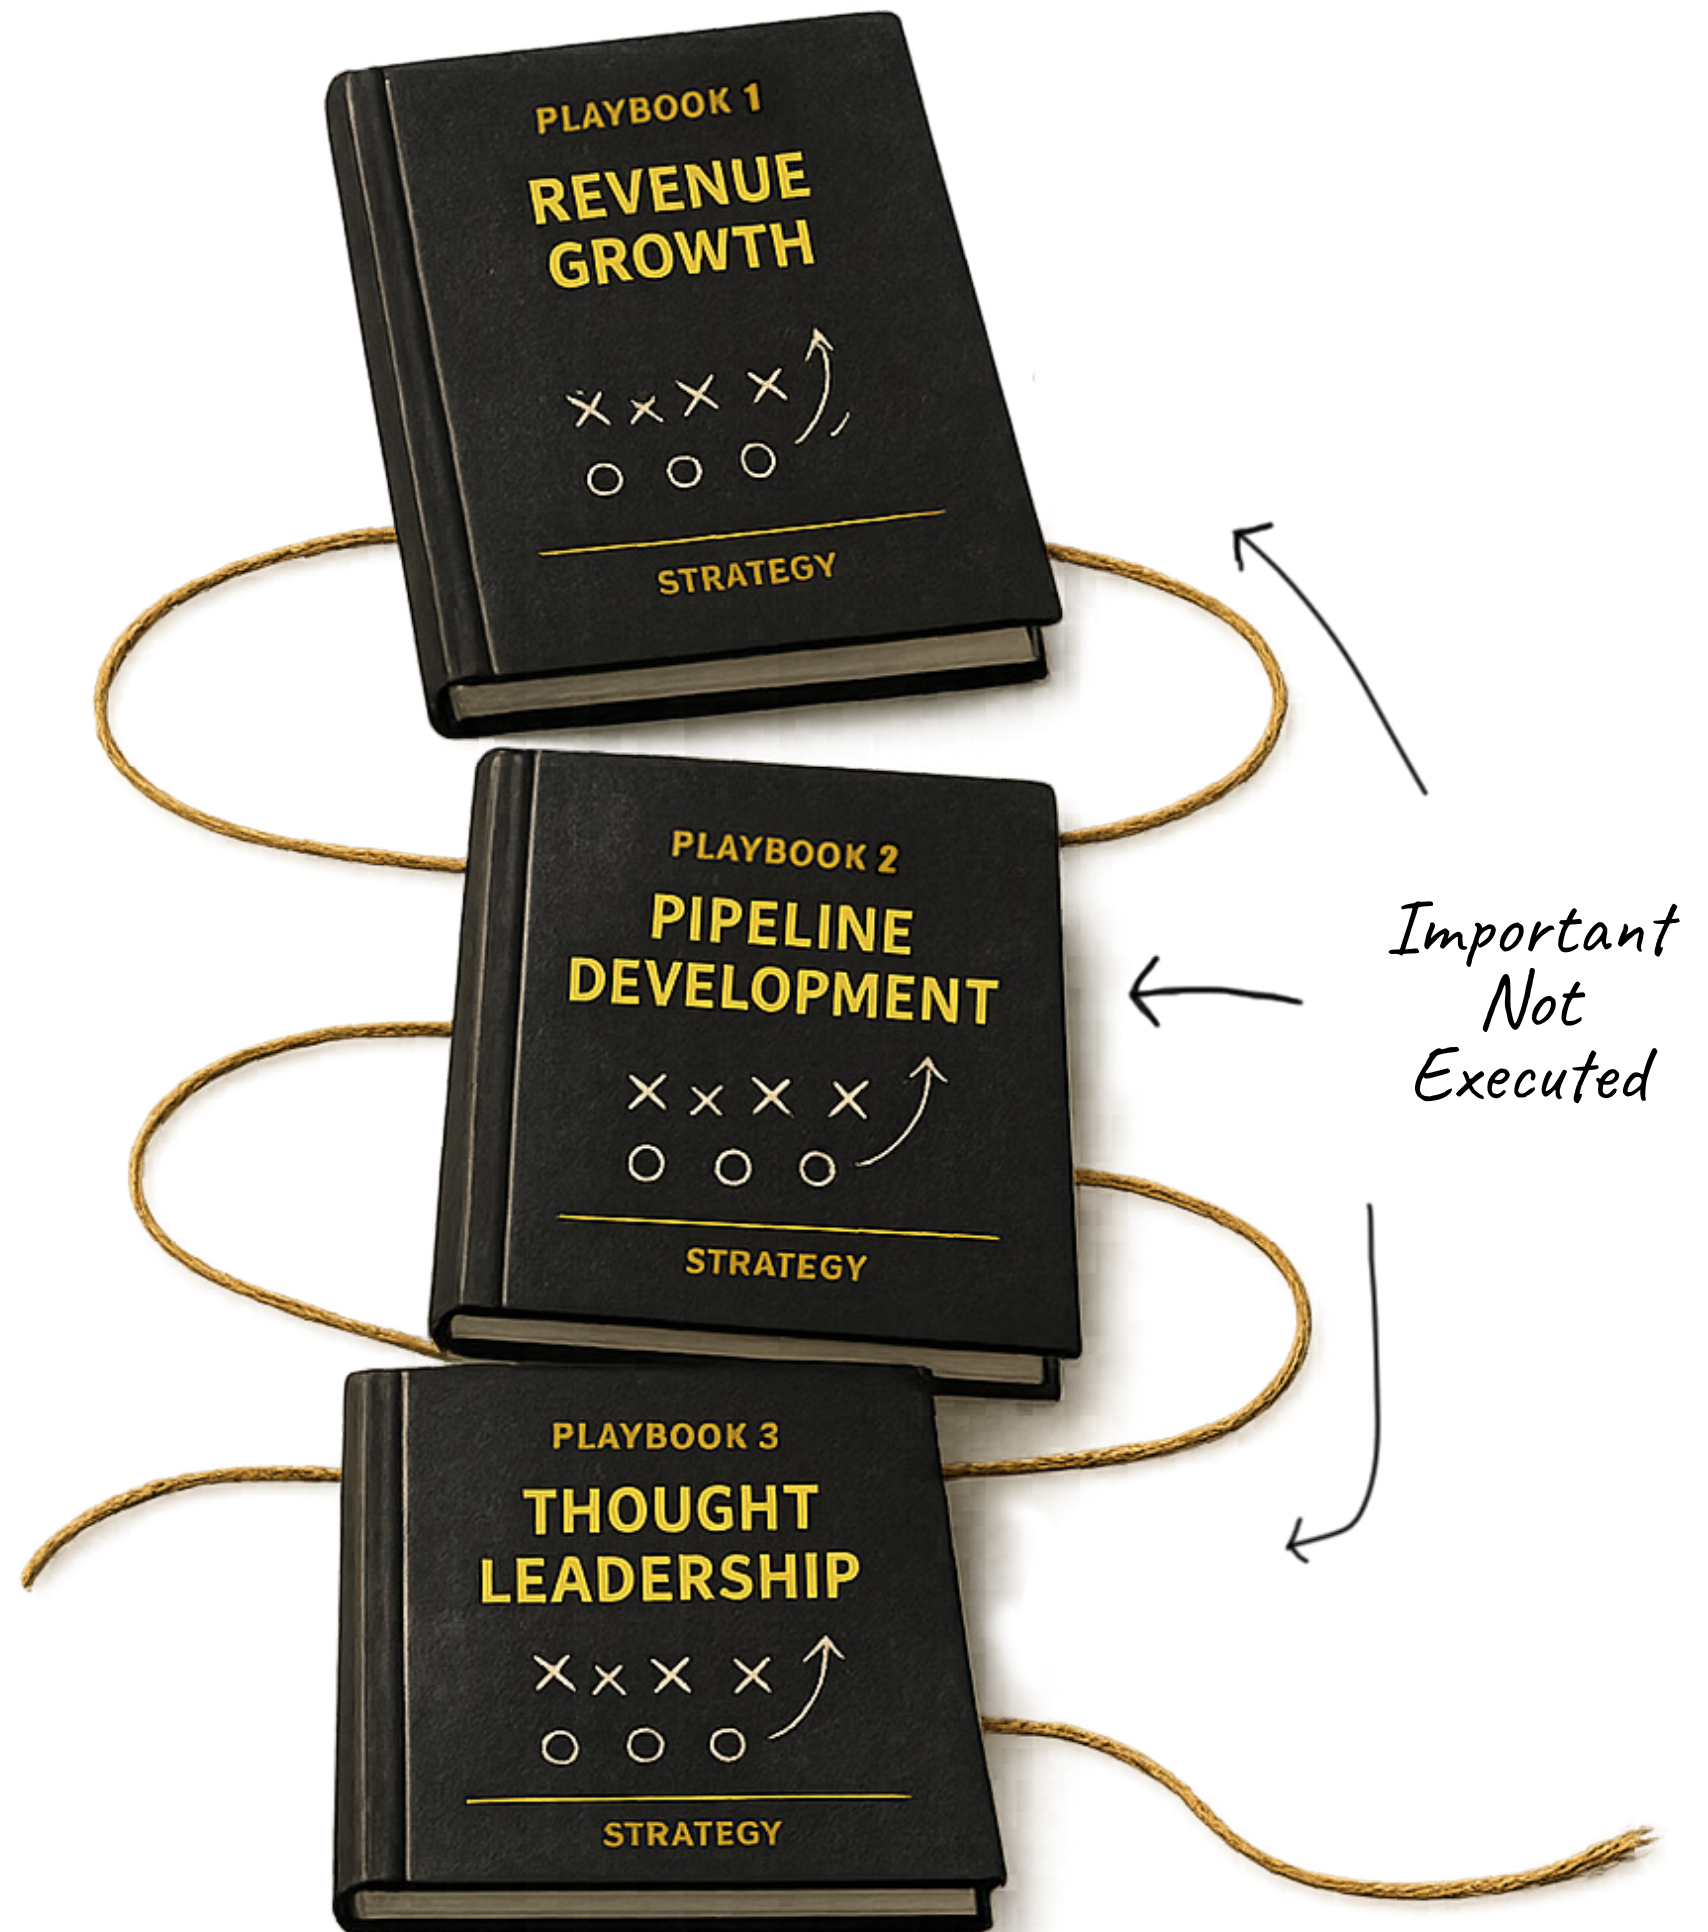 PLAYBOOK 1
REVENUE
GROWTH
STRATEGY
PLAYBOOK 2
PIPELINE
DEVELOPMENT
STRATEGY
Important
Not
Executed
PLAYBOOK 3
THOUGHT
LEADERSHIP
STRATEGY